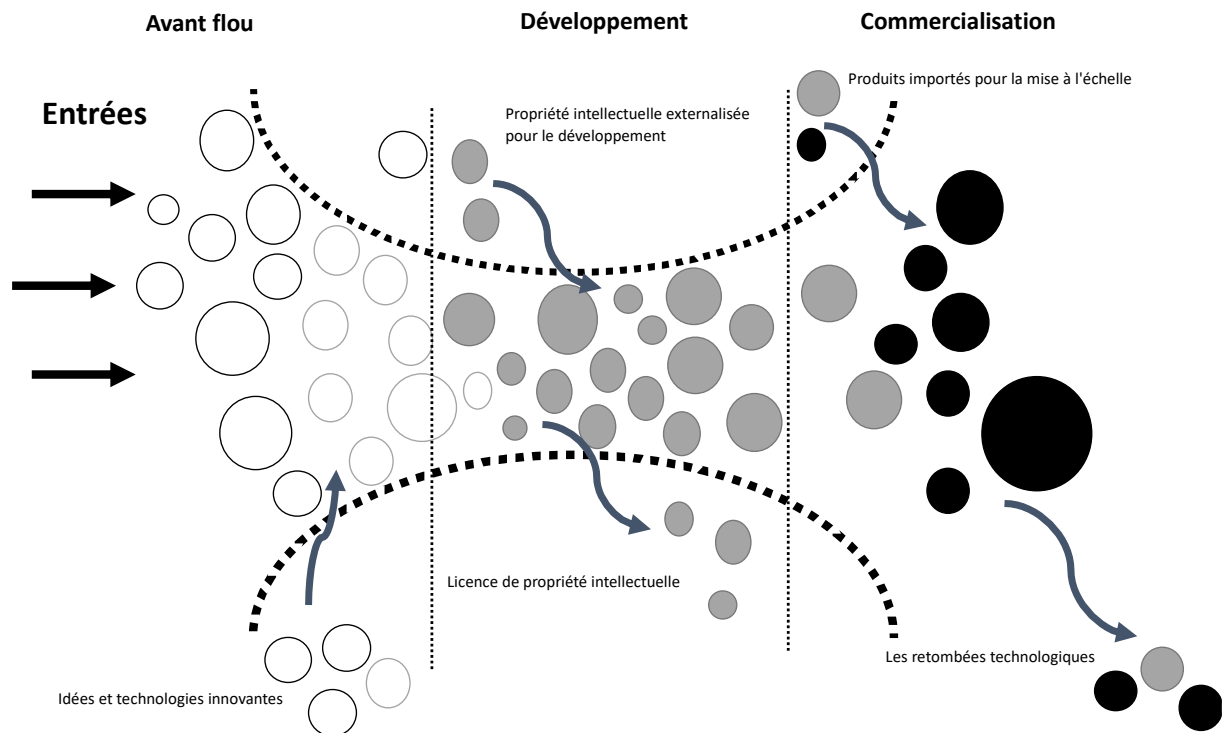 Avant flou
Développement
Commercialisation
Produits importés pour la mise à l'échelle
Entrées
Propriété intellectuelle externalisée
pour le développement
Licence de propriété intellectuelle
Les retombées technologiques
Idées et technologies innovantes